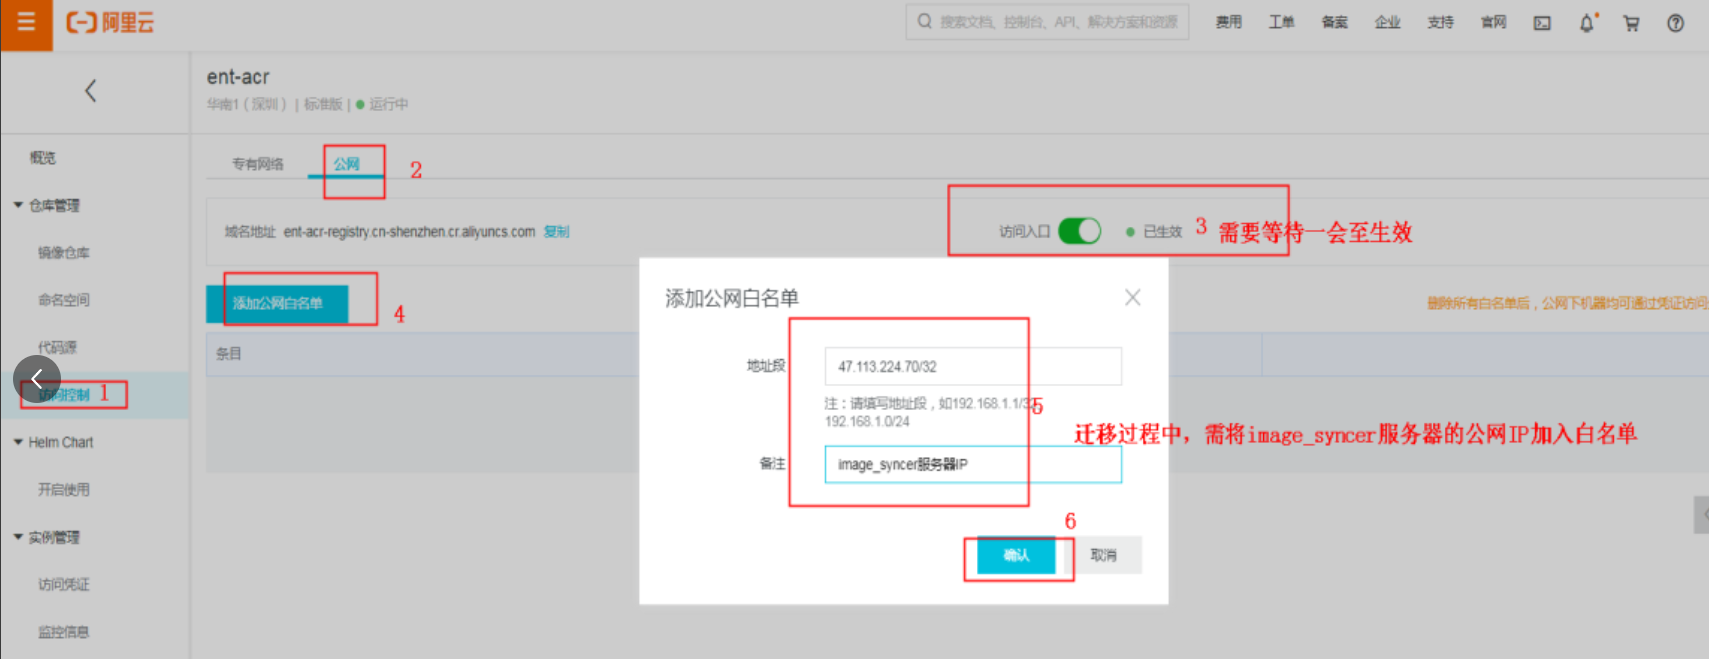 阿里云
搜索文档、控制台、API、解决方案和资源
费用 工单 备案 企业 支持 官网
ent-acr
华南1（深圳） | 标准版 | 运行中
概览
专有网络 公网 2
仓库管理
域名地址 ent-acr-registry.cn-shenzhen.cr.aliyuncs.com 复制
访问入口 已生效 3 需要等待一会至生效
镜像仓库
命名空间
添加公网白名单 4
删除所有白名单后，公网下机器均可通过凭证访问
添加公网白名单
代码源
条目
地址段 47.113.224.70/32
访问控制 1
注：请填写地址段，如192.168.1.1/32,
192.168.1.0/24
5
迁移过程中，需将image_syncer服务器的公网IP加入白名单
Helm Chart
备注 image_syncer服务器IP
开启使用
6
实例管理
确认 取消
访问凭证
监控信息